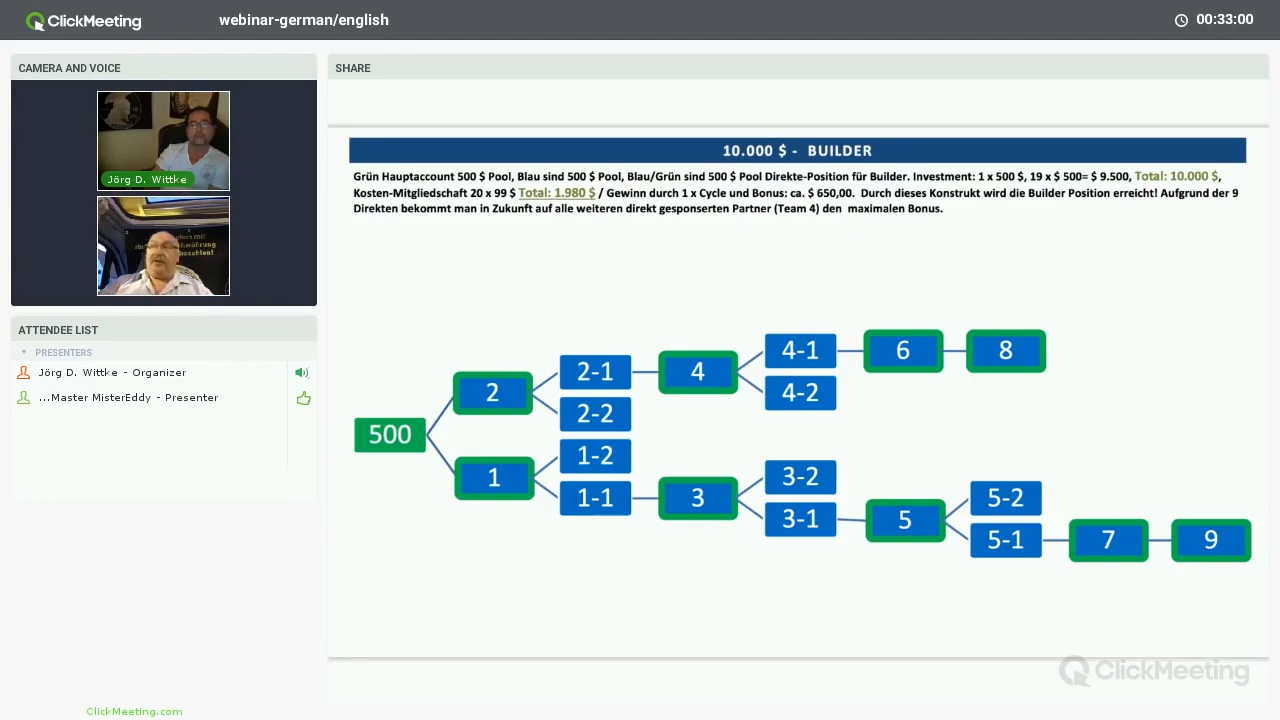 ClickMeeting
webinar-german/english
00:33:00
CAMERA AND VOICE
Jörg D. Wittke
ATTENDEE LIST
PRESENTERS
Jörg D. Wittke - Organizer
...Master MisterEddy - Presenter
ClickMeeting.com
SHARE
10.000 $ - BUILDER
Grün Hauptaccount 500 $ Pool, Blau sind 500 $ Pool, Blau/Grün sind 500 $ Pool Direkte-Position für Builder. Investment: 1 x 500 $, 19 x $ 500= $ 9.500, Total: 10.000 $,
Kosten-Mitgliedschaft 20 x 99 $ Total: 1.980 $ / Gewinn durch 1 x Cycle und Bonus: ca. $ 650,00. Durch dieses Konstrukt wird die Builder Position erreicht! Aufgrund der 9
Direkten bekommt man in Zukunft auf alle weiteren direkt gesponserten Partner (Team 4) den maximalen Bonus.
4-1 6 8
2-1 4
2 4-2
2-2
500
1-2
1 3-2
1-1 3 5-2
3-1 5
5-1 7 9
ClickMeeting